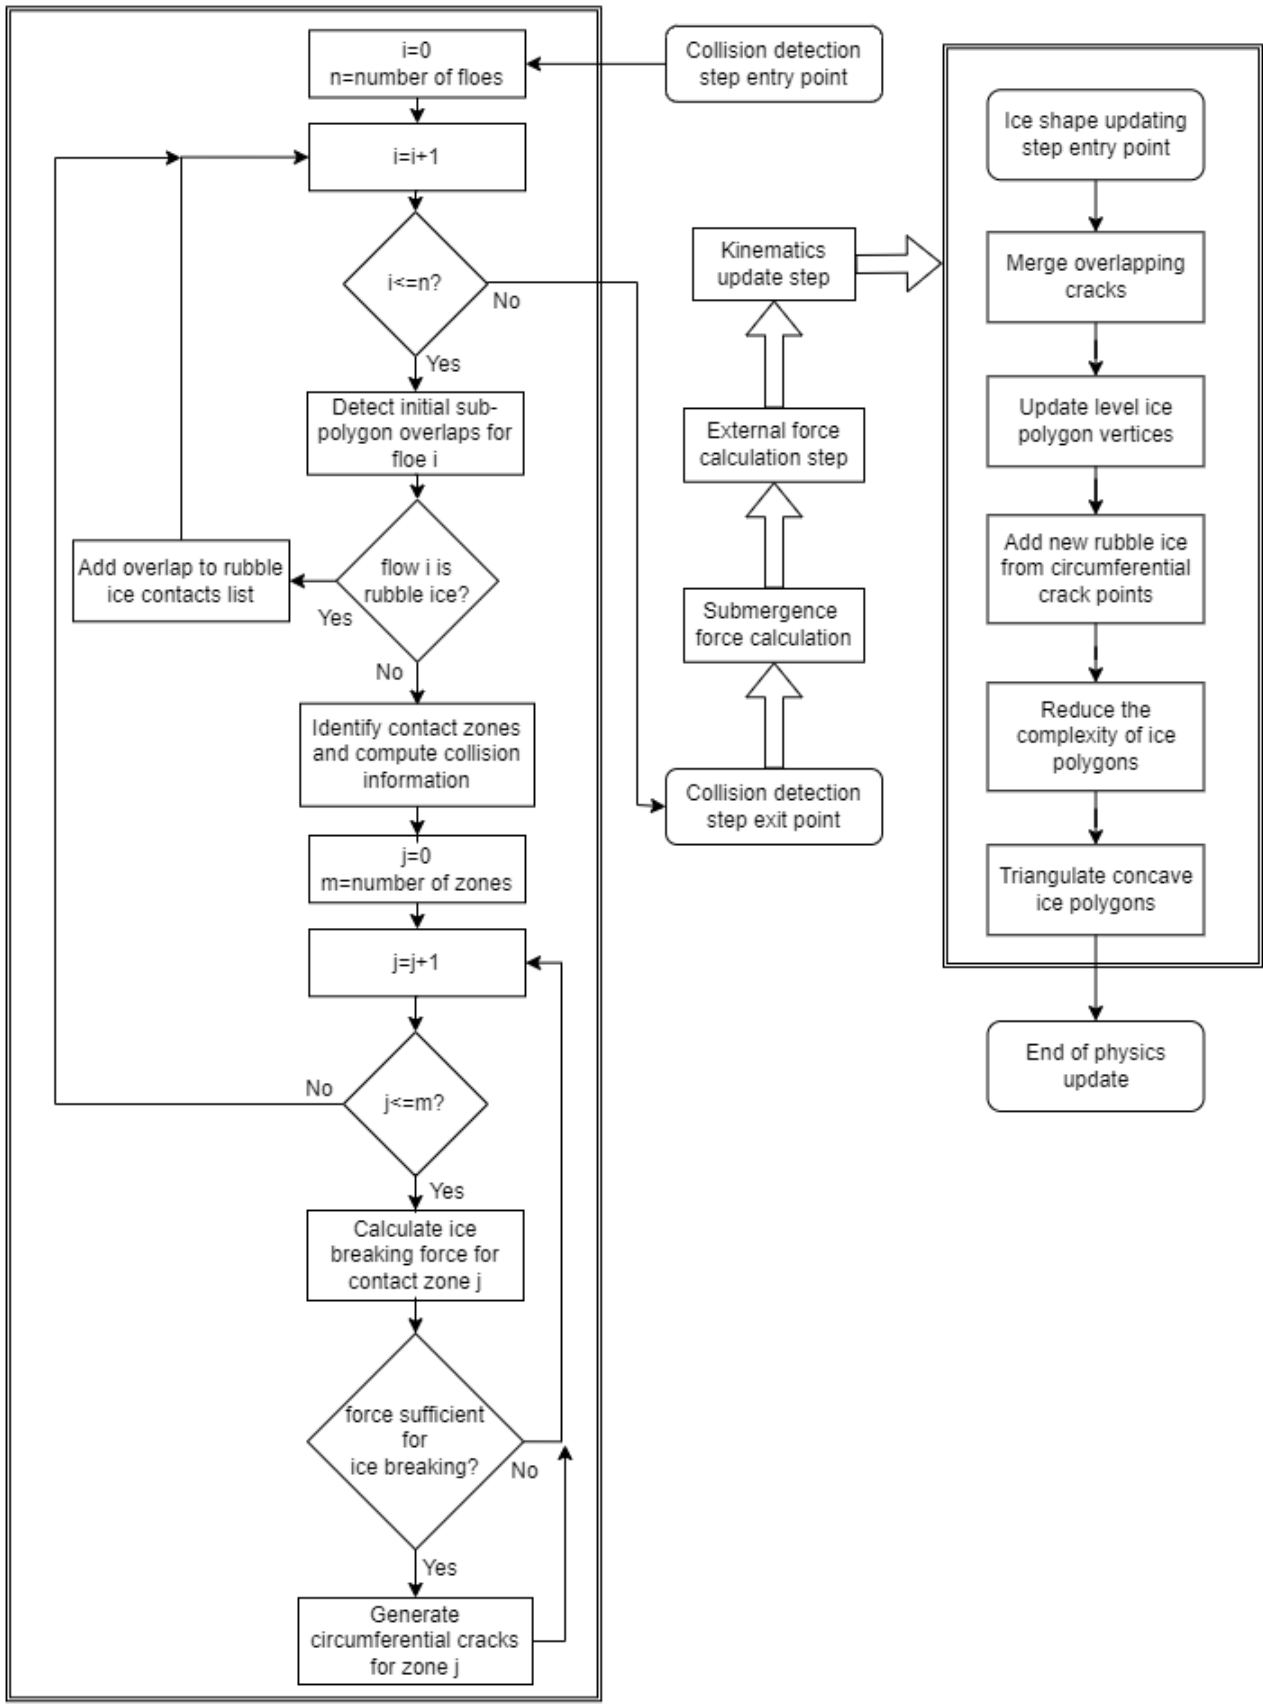 i=0
n=number of floes
Collision detection
step entry point
i=i+1
i<=n?
No
Yes
Detect initial sub-
polygon overlaps for
floe i
flow i is
rubble ice?
Yes
Add overlap to rubble
ice contacts list
No
Identify contact zones
and compute collision
information
j=0
m=number of zones
j=j+1
j<=m?
No
Yes
Calculate ice
breaking force for
contact zone j
force sufficient
for
ice breaking?
No
Yes
Generate
circumferential cracks
for zone j
Collision detection
step exit point
Submergence
force calculation
External force
calculation step
Kinematics
update step
Ice shape updating
step entry point
Merge overlapping
cracks
Update level ice
polygon vertices
Add new rubble ice
from circumferential
crack points
Reduce the
complexity of ice
polygons
Triangulate concave
ice polygons
End of physics
update